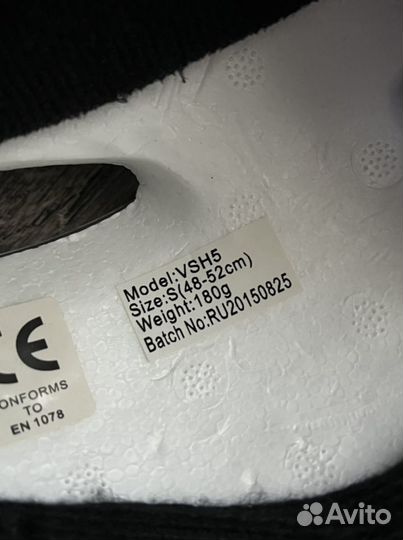 Model:VSH5
Size:S(48-52cm)
Weight:180g
Batch No:RU20150825
CE
ONFORMS
TO
EN 1078
Avito